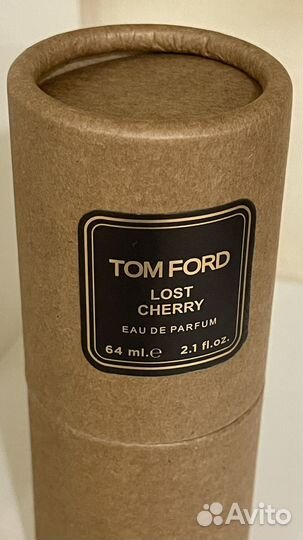 TOM FORD
LOST
CHERRY
EAU DE PARFUM
64 ml.e 2.1 fl.oz.
Avito